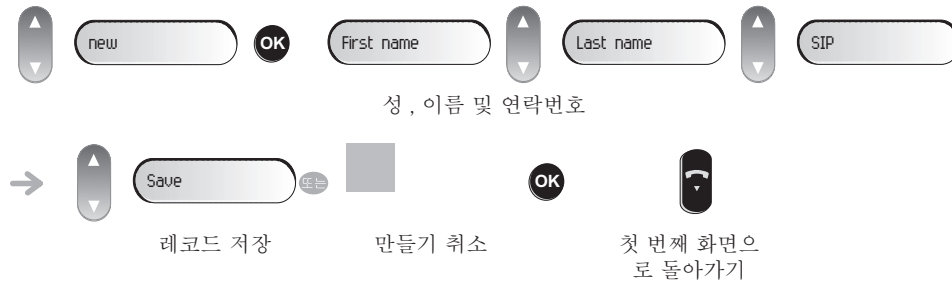 new OK First name Last name SIP
성 , 이름 및 연락번호
Save 또는 OK
레코드 저장 만들기 취소 첫 번째 화면으
로 돌아가기